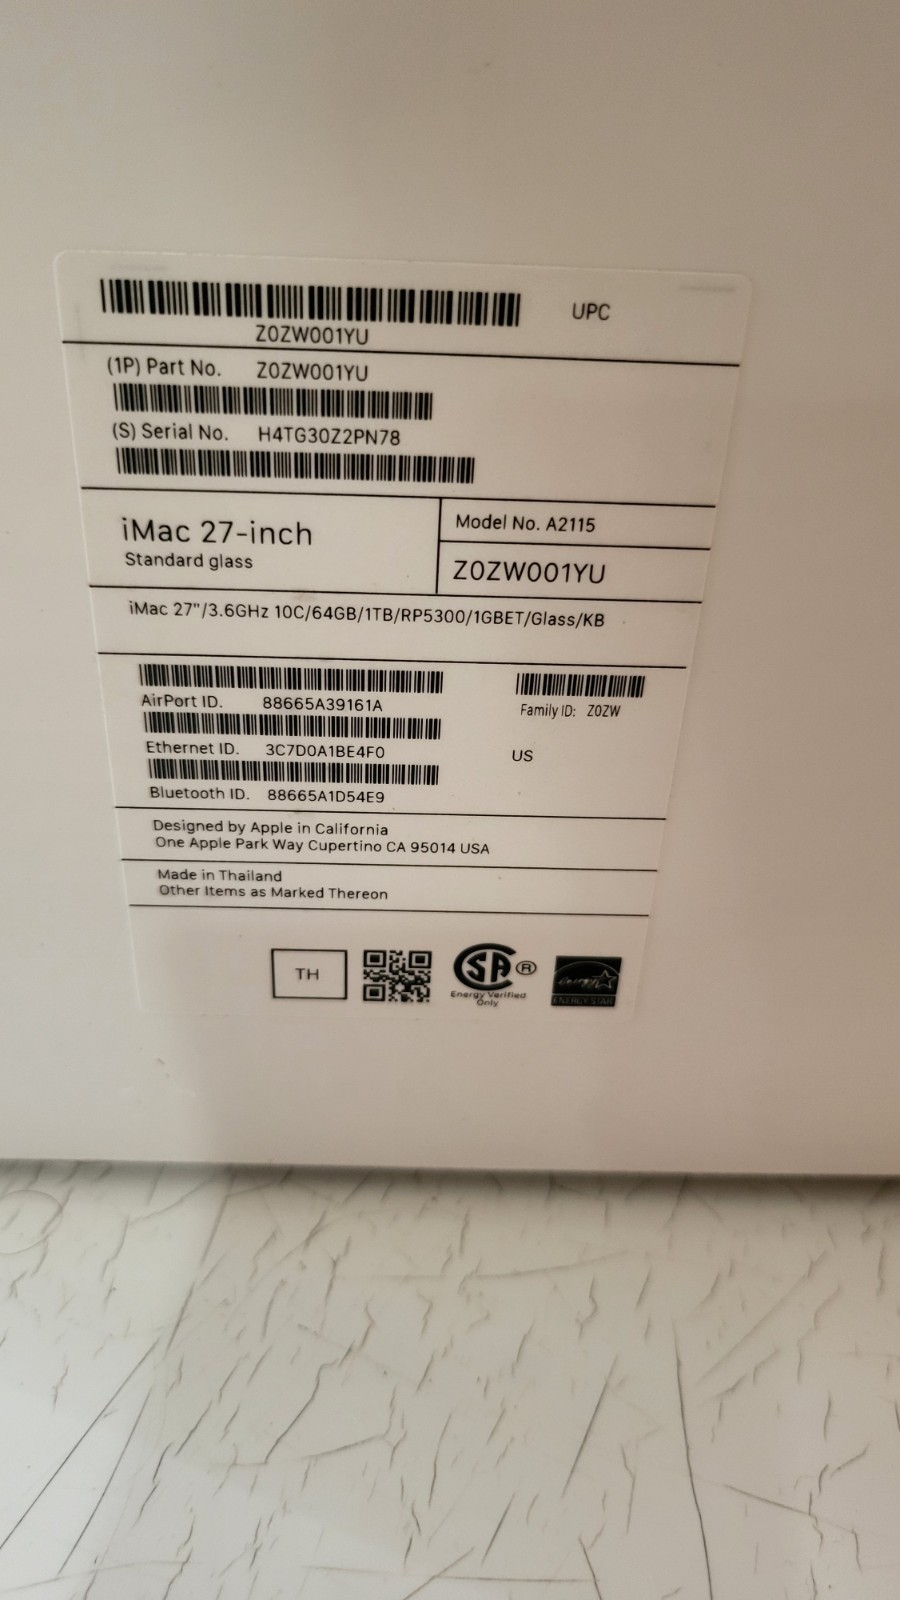 UPC
Z0ZW001YU
(1P) Part No. Z0ZW001YU
(S) Serial No. H4TG30Z2PN78
iMac 27-inch
Standard glass
Model No. A2115
Z0ZW001YU
iMac 27"/3.6GHz 10C/64GB/1TB/RP5300/1GBET/Glass/KB
AirPort ID. 88665A39161A
Family ID: Z0ZW
Ethernet ID. 3C7D0A1BE4F0
US
Bluetooth ID. 88665A1D54E9
Designed by Apple in California
One Apple Park Way Cupertino CA 95014 USA
Made in Thailand
Other Items as Marked Thereon
TH
SA ®
Energy Verified
Only
energy
ENERGY STAR